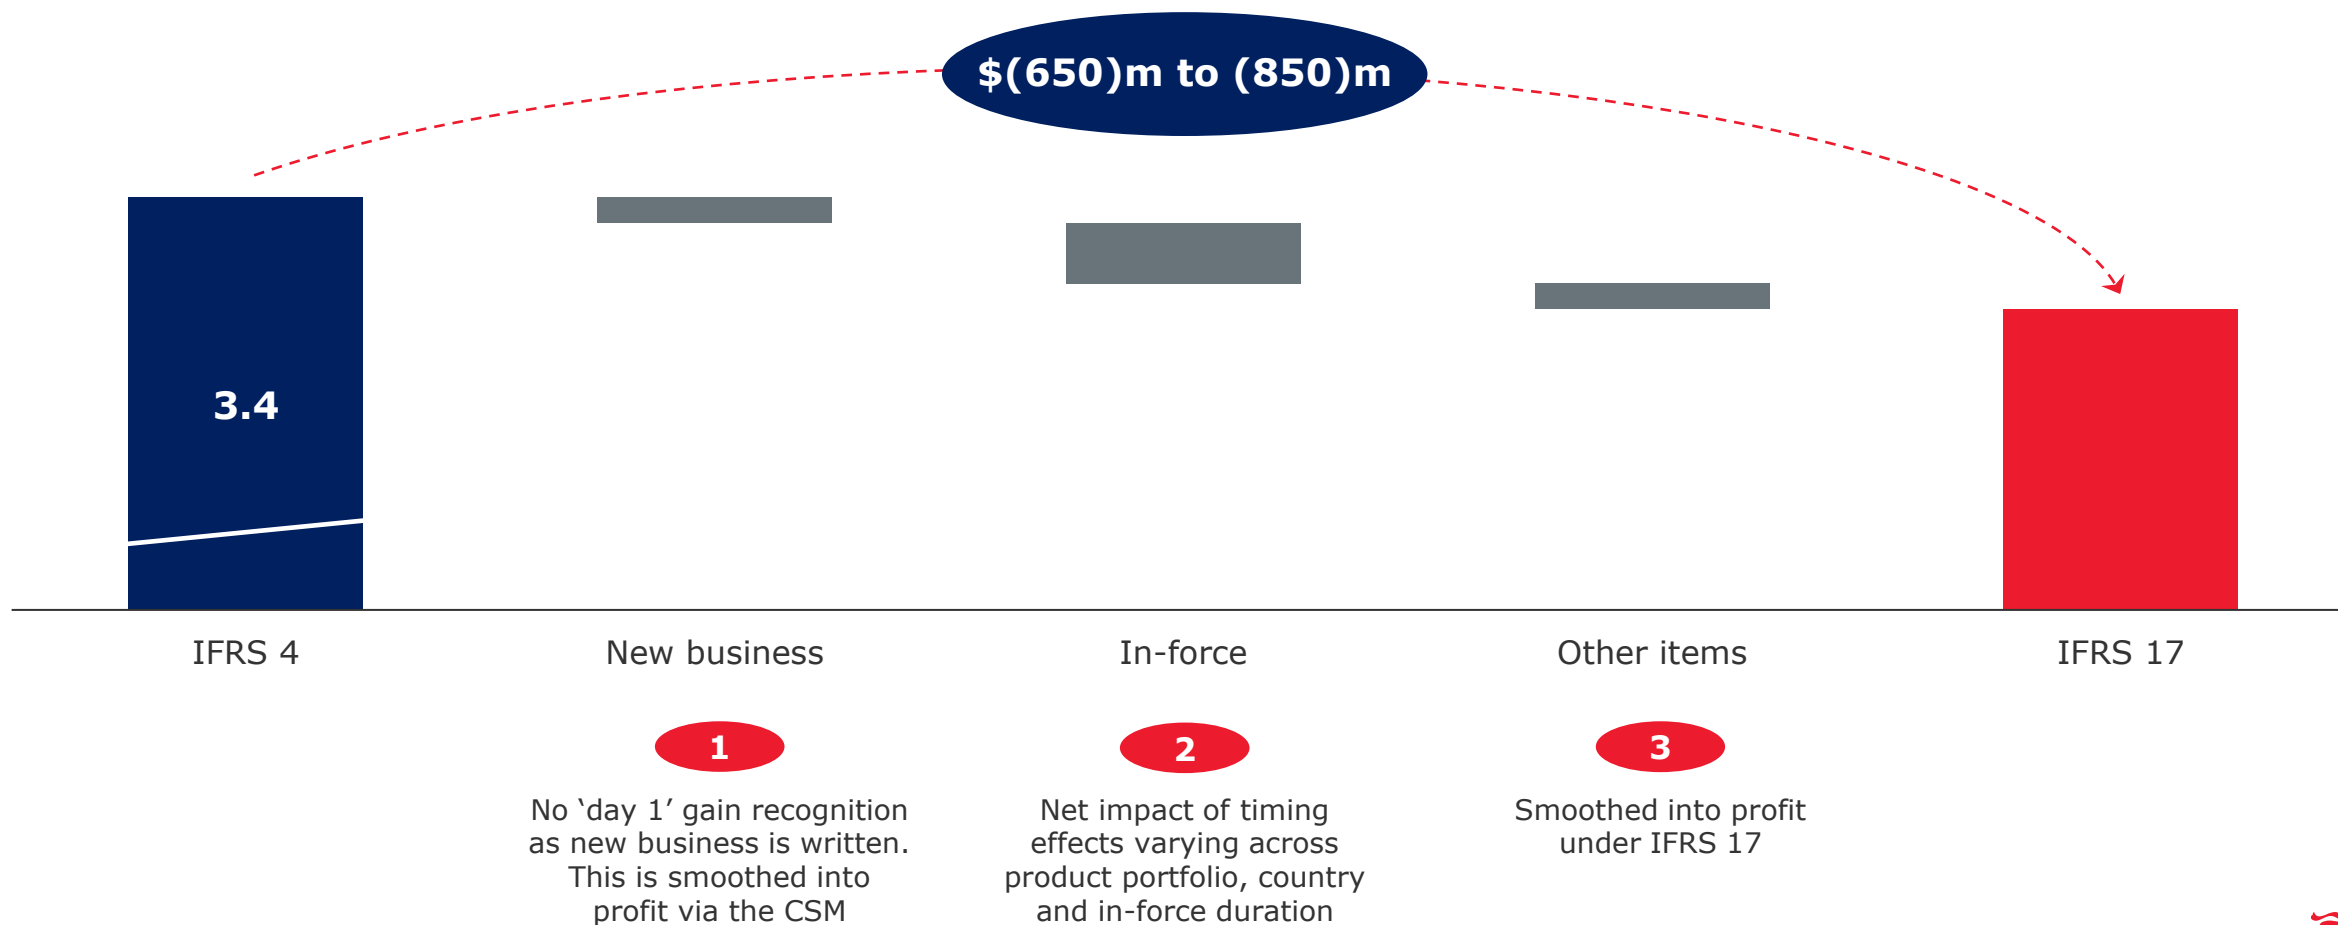 $(650)m to (850)m
3.4
IFRS 4
New business
In-force
Other items
IFRS 17
1
No ‘day 1’ gain recognition
as new business is written.
This is smoothed into
profit via the CSM
2
Net impact of timing
effects varying across
product portfolio, country
and in-force duration
3
Smoothed into profit
under IFRS 17